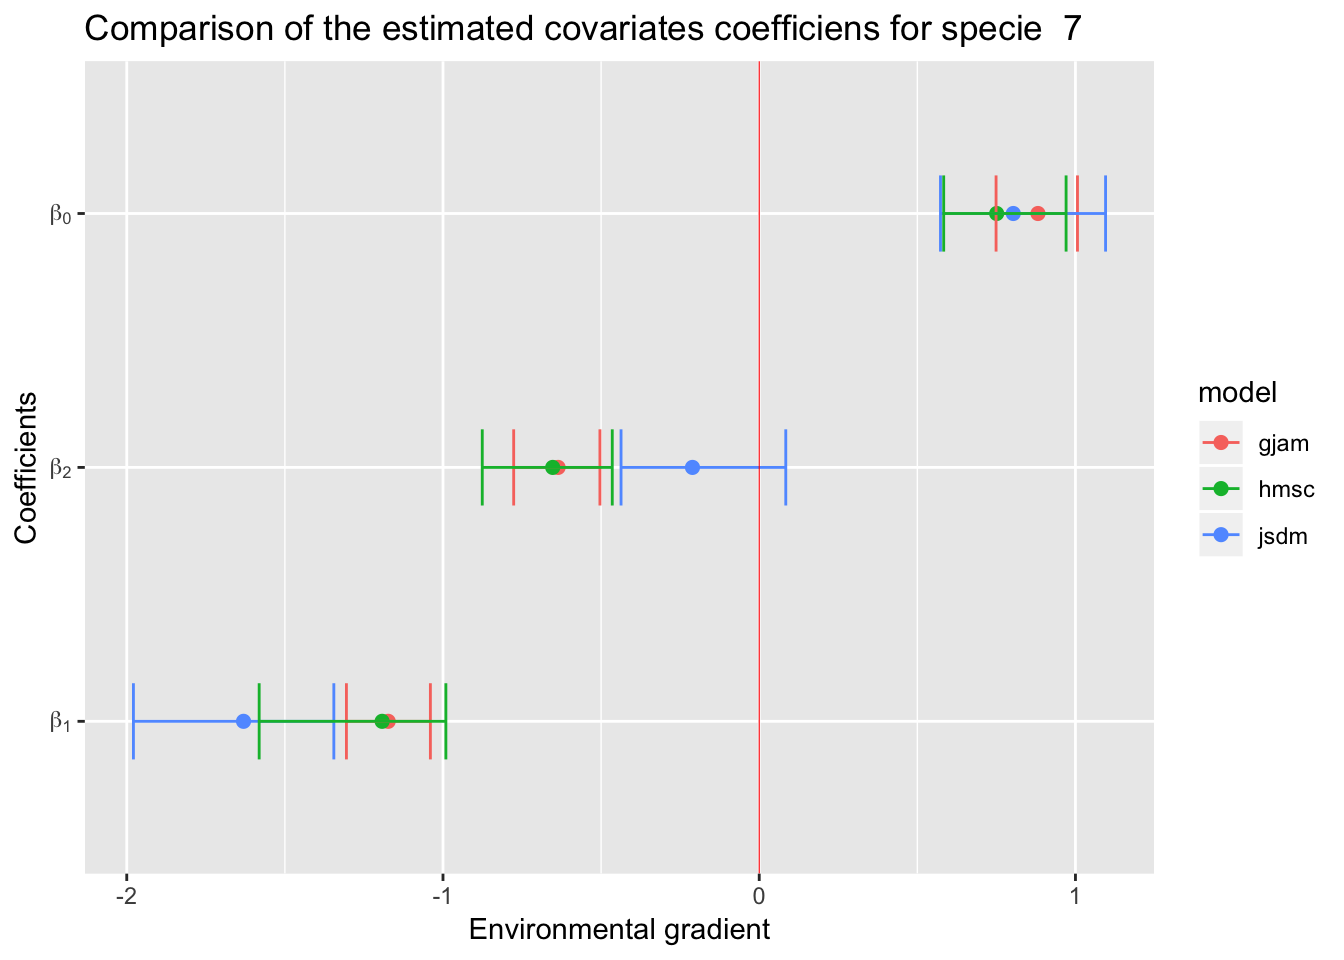 Comparison of the estimated covariates coefficiens for specie 7
Coefficients
β₀
β₂
β₁
-2
-1
0
1
Environmental gradient
model
gjam
hmsc
jsdm